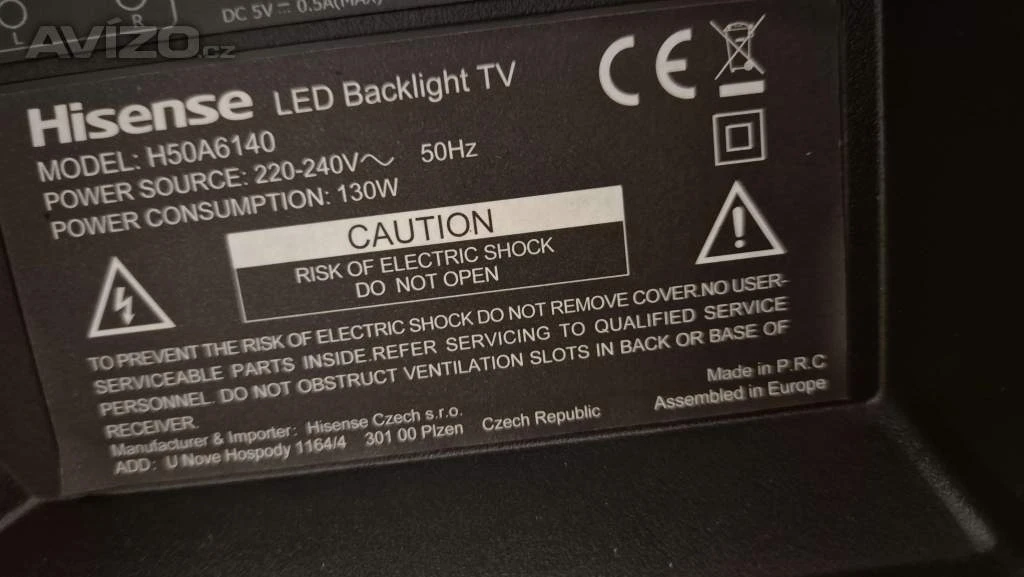 L
R
DC 5V ⎓ 0.5A(MAX)
AVÍZO.cz
Hisense LED Backlight TV
MODEL: H50A6140
POWER SOURCE: 220-240V～ 50Hz
POWER CONSUMPTION: 130W
CE
CAUTION
RISK OF ELECTRIC SHOCK
DO NOT OPEN
TO PREVENT THE RISK OF ELECTRIC SHOCK DO NOT REMOVE COVER.NO USER-
SERVICEABLE PARTS INSIDE.REFER SERVICING TO QUALIFIED SERVICE
PERSONNEL. DO NOT OBSTRUCT VENTILATION SLOTS IN BACK OR BASE OF
RECEIVER.
Manufacturer & Importer: Hisense Czech s.r.o.
ADD: U Nove Hospody 1164/4 301 00 Plzen Czech Republic
Made in P.R.C
Assembled in Europe